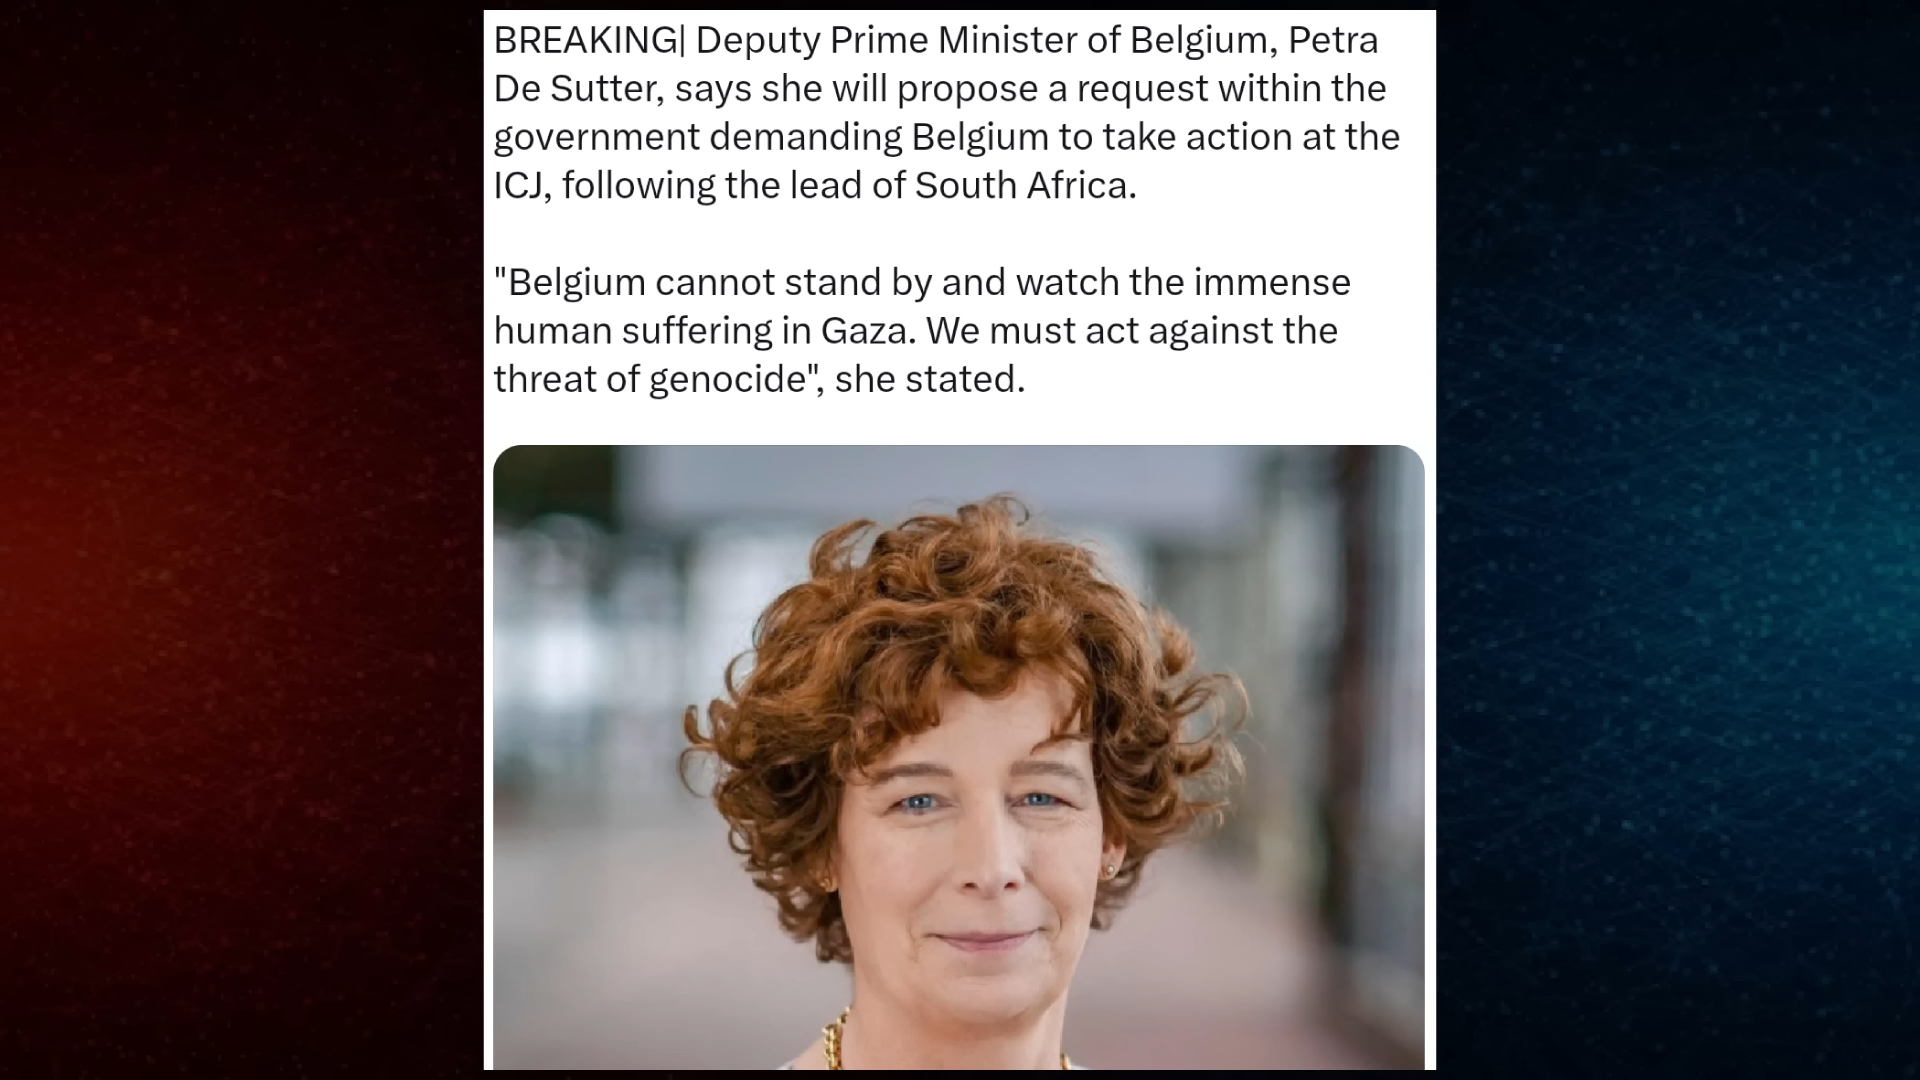 BREAKING| Deputy Prime Minister of Belgium, Petra
De Sutter, says she will propose a request within the
government demanding Belgium to take action at the
ICJ, following the lead of South Africa.
"Belgium cannot stand by and watch the immense
human suffering in Gaza. We must act against the
threat of genocide", she stated.